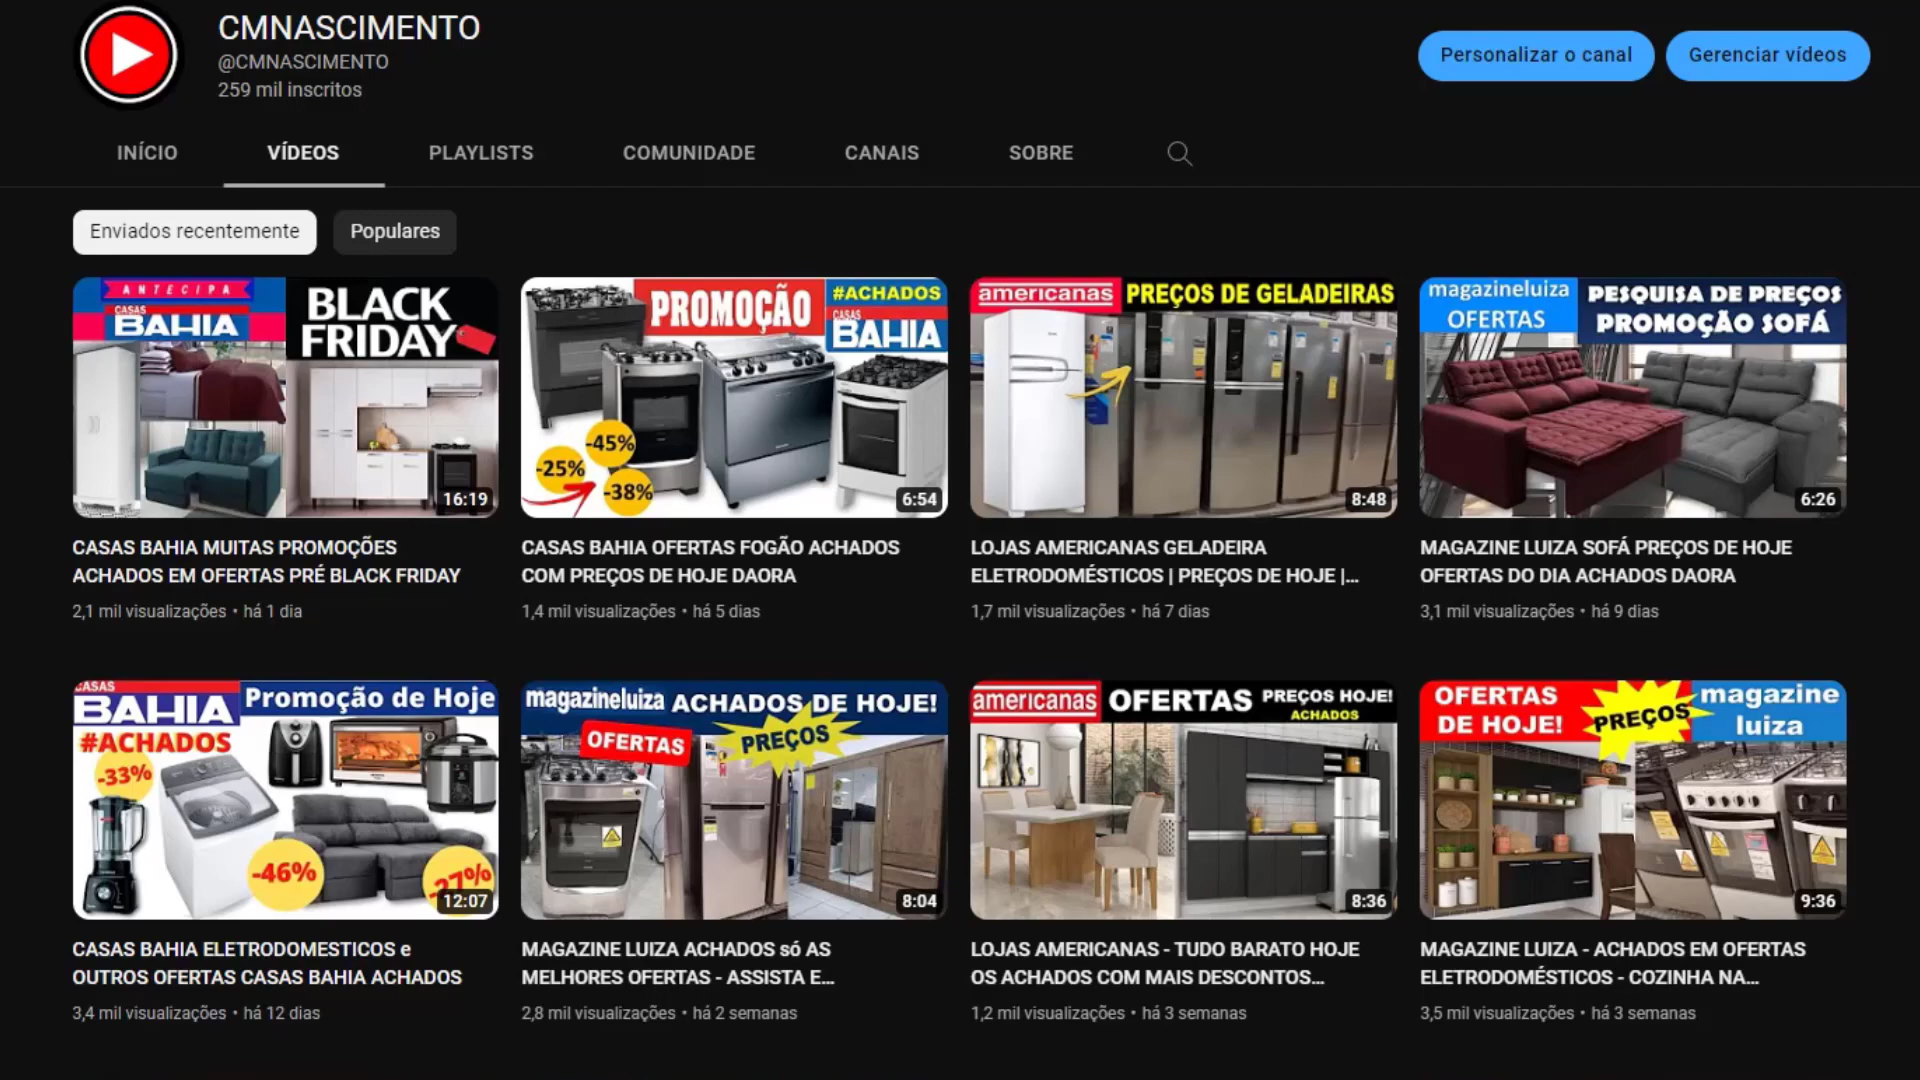 CMNASCIMENTO
@CMNASCIMENTO
259 mil inscritos
Personalizar o canal
Gerenciar vídeos
INÍCIO
VÍDEOS
PLAYLISTS
COMUNIDADE
CANAIS
SOBRE
Enviados recentemente
Populares
ANTECIPA
CASAS
BAHIA
BLACK
FRIDAY
16:19
PROMOÇÃO
#ACHADOS
CASAS
BAHIA
-45%
-25%
-38%
6:54
americanas
PREÇOS DE GELADEIRAS
8:48
magazineluiza
OFERTAS
PESQUISA DE PREÇOS
PROMOÇÃO SOFÁ
6:26
CASAS BAHIA MUITAS PROMOÇÕES
ACHADOS EM OFERTAS PRÉ BLACK FRIDAY
2,1 mil visualizações • há 1 dia
CASAS BAHIA OFERTAS FOGÃO ACHADOS
COM PREÇOS DE HOJE DAORA
1,4 mil visualizações • há 5 dias
LOJAS AMERICANAS GELADEIRA
ELETRODOMÉSTICOS | PREÇOS DE HOJE |...
1,7 mil visualizações • há 7 dias
MAGAZINE LUIZA SOFÁ PREÇOS DE HOJE
OFERTAS DO DIA ACHADOS DAORA
3,1 mil visualizações • há 9 dias
CASAS
BAHIA
Promoção de Hoje
#ACHADOS
-33%
-46%
-27%
12:07
magazineluiza
ACHADOS DE HOJE!
OFERTAS
PREÇOS
8:04
americanas
OFERTAS
PREÇOS HOJE!
ACHADOS
8:36
OFERTAS
DE HOJE!
PREÇOS
magazine
luiza
9:36
CASAS BAHIA ELETRODOMESTICOS e
OUTROS OFERTAS CASAS BAHIA ACHADOS
3,4 mil visualizações • há 12 dias
MAGAZINE LUIZA ACHADOS só AS
MELHORES OFERTAS - ASSISTA E...
2,8 mil visualizações • há 2 semanas
LOJAS AMERICANAS - TUDO BARATO HOJE
OS ACHADOS COM MAIS DESCONTOS...
1,2 mil visualizações • há 3 semanas
MAGAZINE LUIZA - ACHADOS EM OFERTAS
ELETRODOMÉSTICOS - COZINHA NA...
3,5 mil visualizações • há 3 semanas